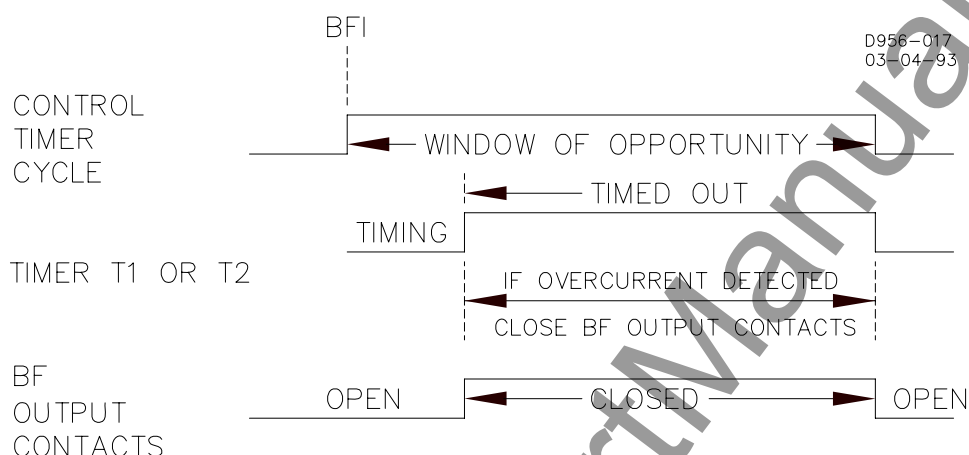 BFI
D956-017
03-04-93
CONTROL
TIMER
CYCLE
WINDOW OF OPPORTUNITY
TIMED OUT
TIMING
TIMER T1 OR T2
IF OVERCURRENT DETECTED
CLOSE BF OUTPUT CONTACTS
BF
OUTPUT
CONTACTS
OPEN
CLOSED
OPEN